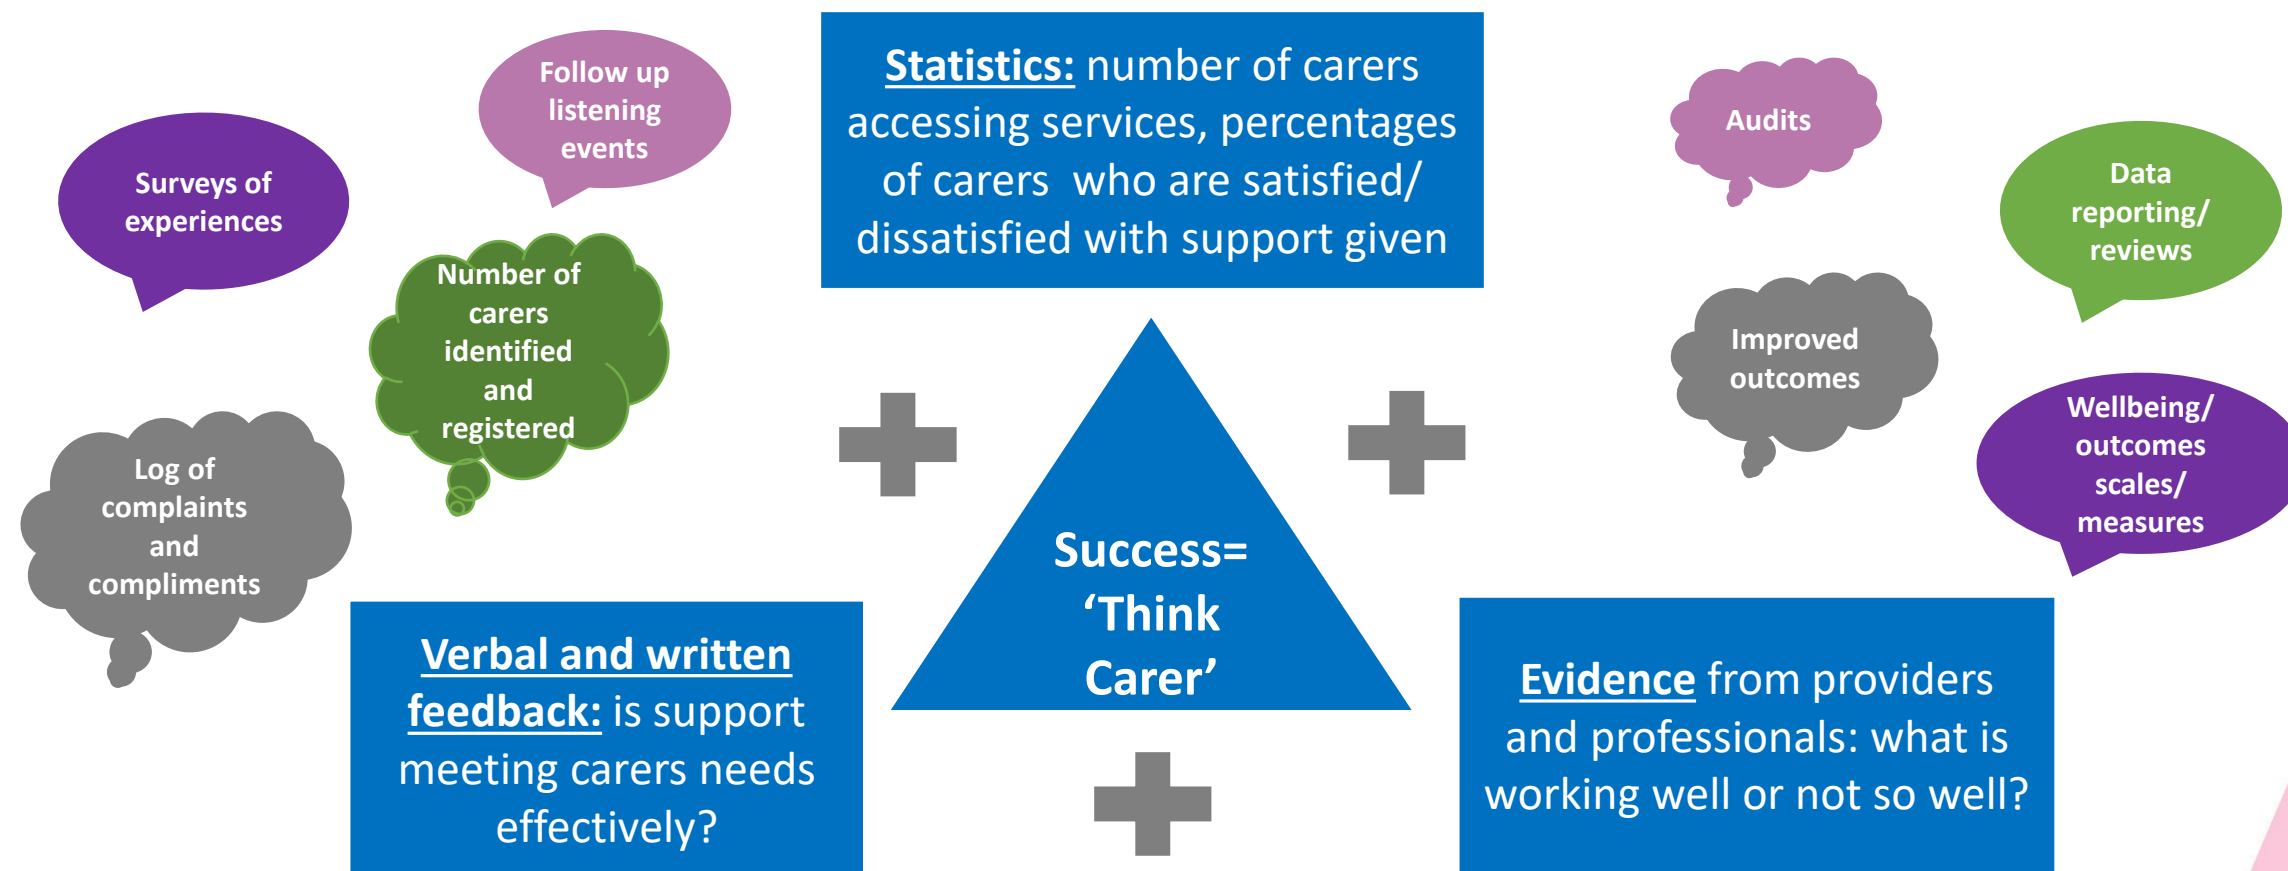 Surveys of
experiences
Follow up
listening
events
Number of
carers
identified
and
registered
Log of
complaints
and
compliments
Statistics: number of carers
accessing services, percentages
of carers  who are satisfied/
dissatisfied with support given
Audits
Data
reporting/
reviews
Improved
outcomes
Wellbeing/
outcomes
scales/
measures
Success=
‘Think
Carer’
Verbal and written
feedback: is support
meeting carers needs
effectively?
Evidence from providers
and professionals: what is
working well or not so well?